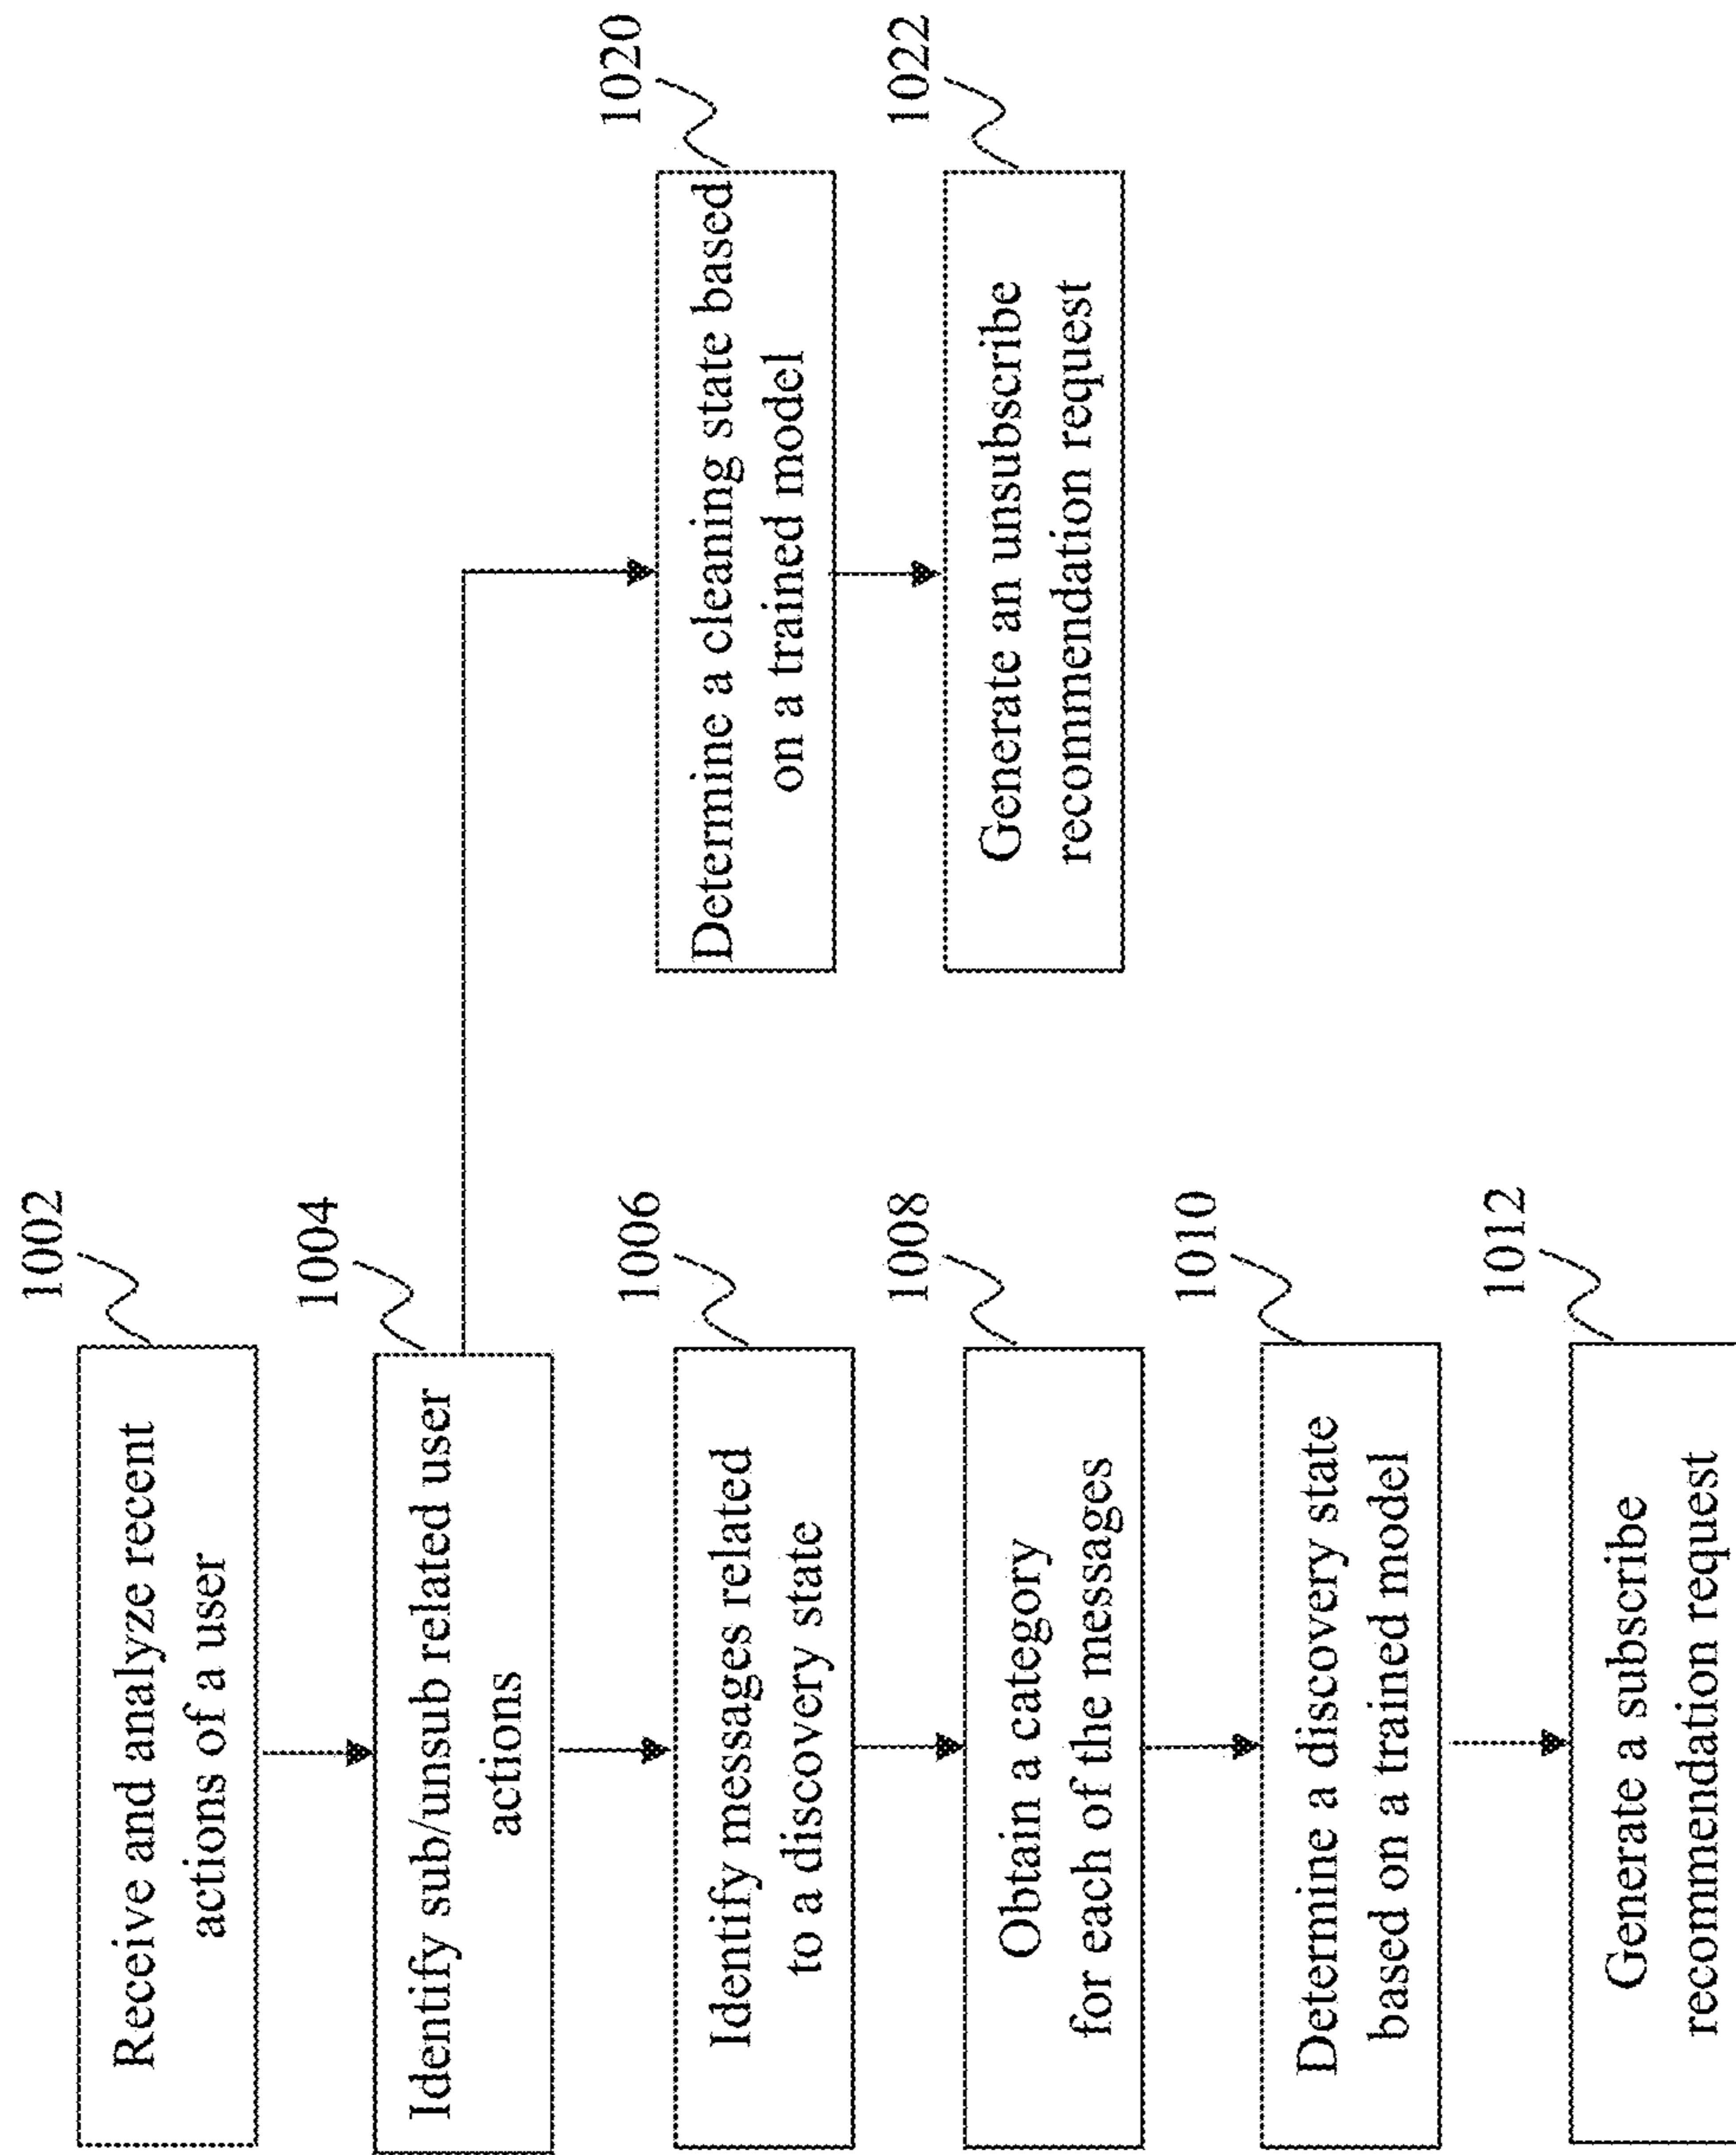 1002
Receive and analyze recent
actions of a user
1004
Identify sub/unsub related user
actions
1006
Identify messages related
to a discovery state
1008
Obtain a category
for each of the messages
1010
Determine a discovery state
based on a trained model
1012
Generate a subscribe
recommendation request
1020
Determine a cleaning state based
on a trained model
1022
Generate an unsubscribe
recommendation request